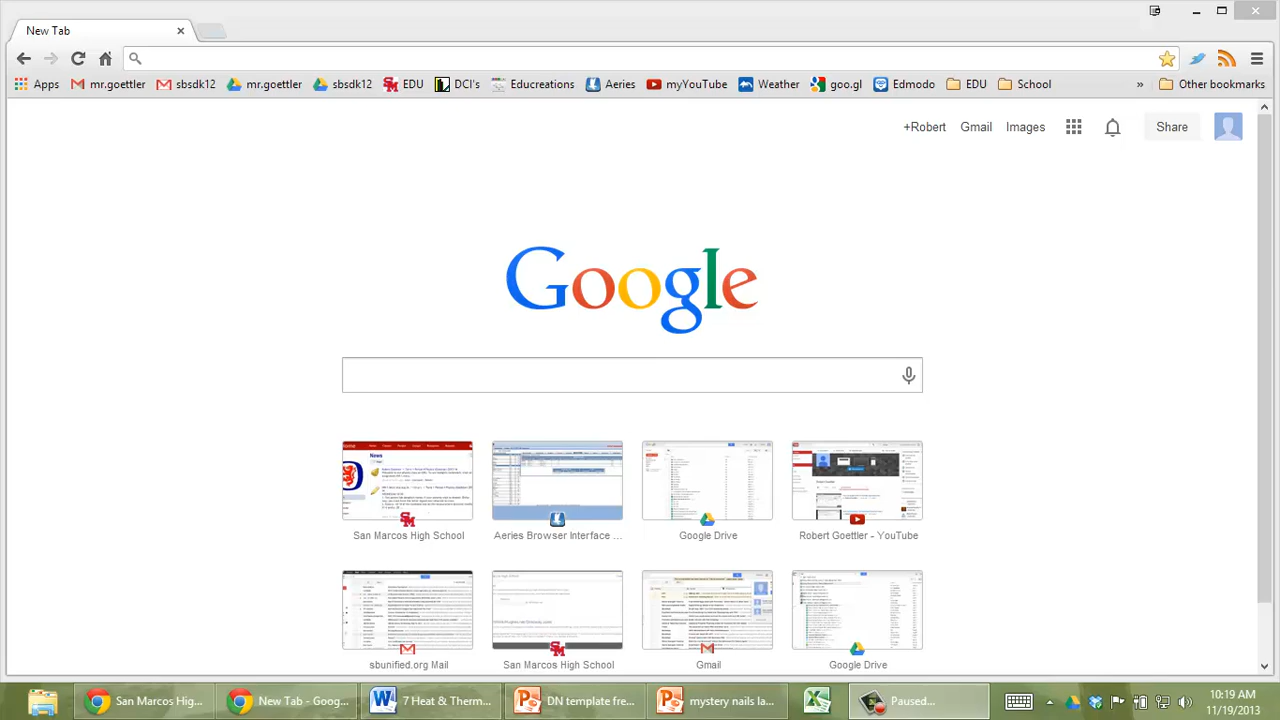 New Tab
Apps mr.goettler sbsdk12 mr.goettler sbsdk12 EDU DCI's Educreations Aeries myYouTube Weather goo.gl Edmodo EDU School » Other bookmarks
+Robert Gmail Images Share
Google
News
San Marcos High School Aeries Browser Interface ... Google Drive Robert Goettler - YouTube
sbunified.org Mail San Marcos High School Gmail Google Drive
San Marcos Hig... New Tab - Goog... 7 Heat & Therm... DN template fre... mystery nails la... Paused...
10:19 AM
11/19/2013